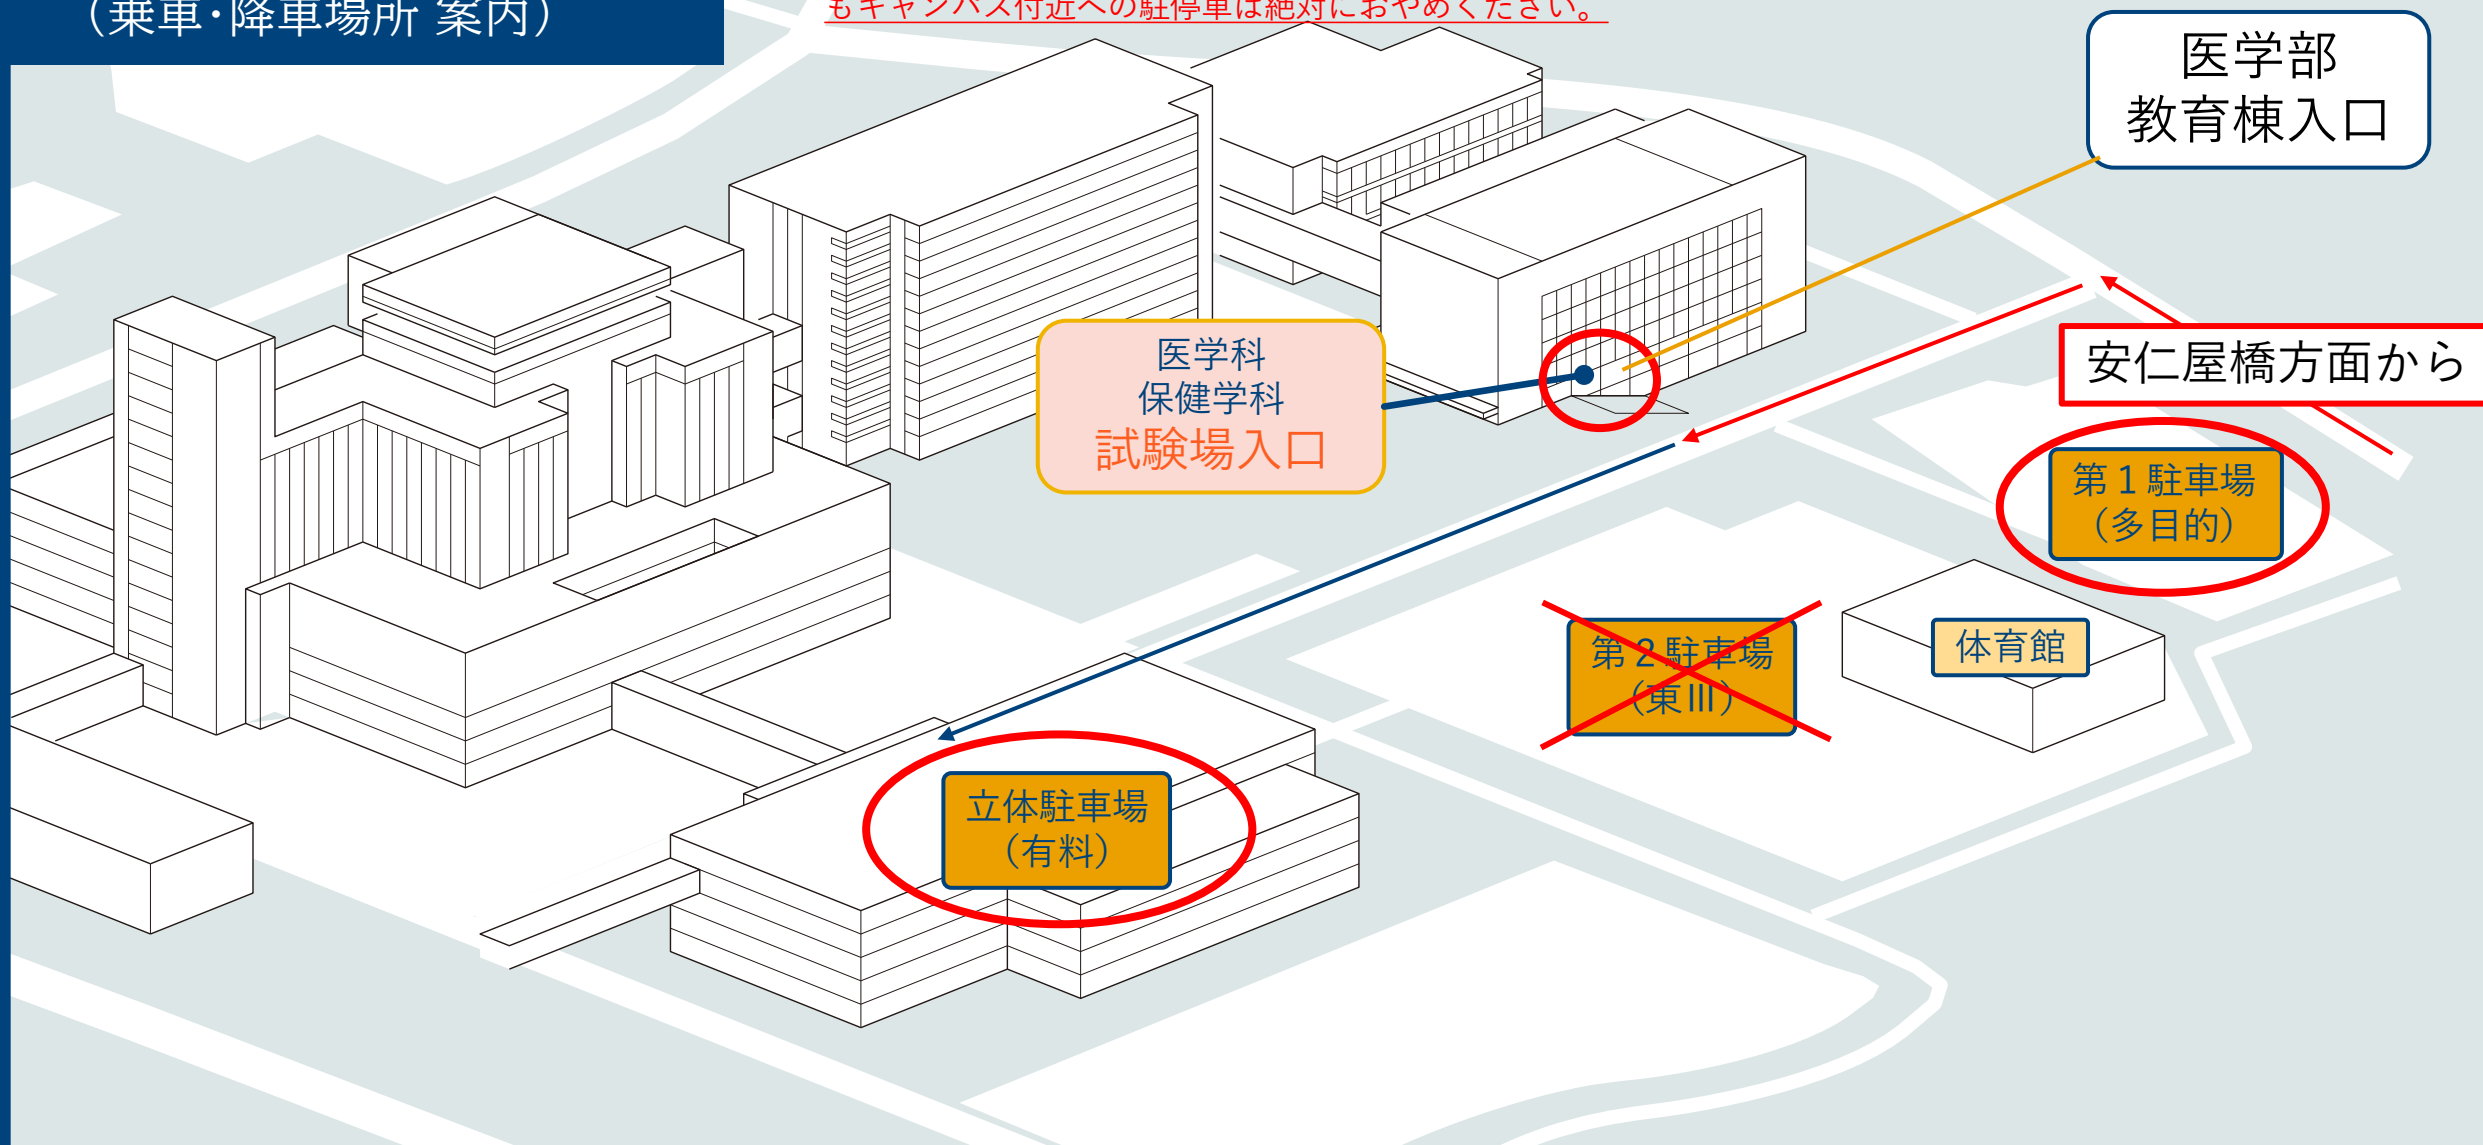 （乗車･降車場所 案内）
もキャンパス付近への駐停車は絶対におやめください。
医学部
教育棟入口
医学科
保健学科
試験場入口
安仁屋橋方面から
第１駐車場
（多目的）
第２駐車場
（東Ⅲ）
体育館
立体駐車場
（有料）